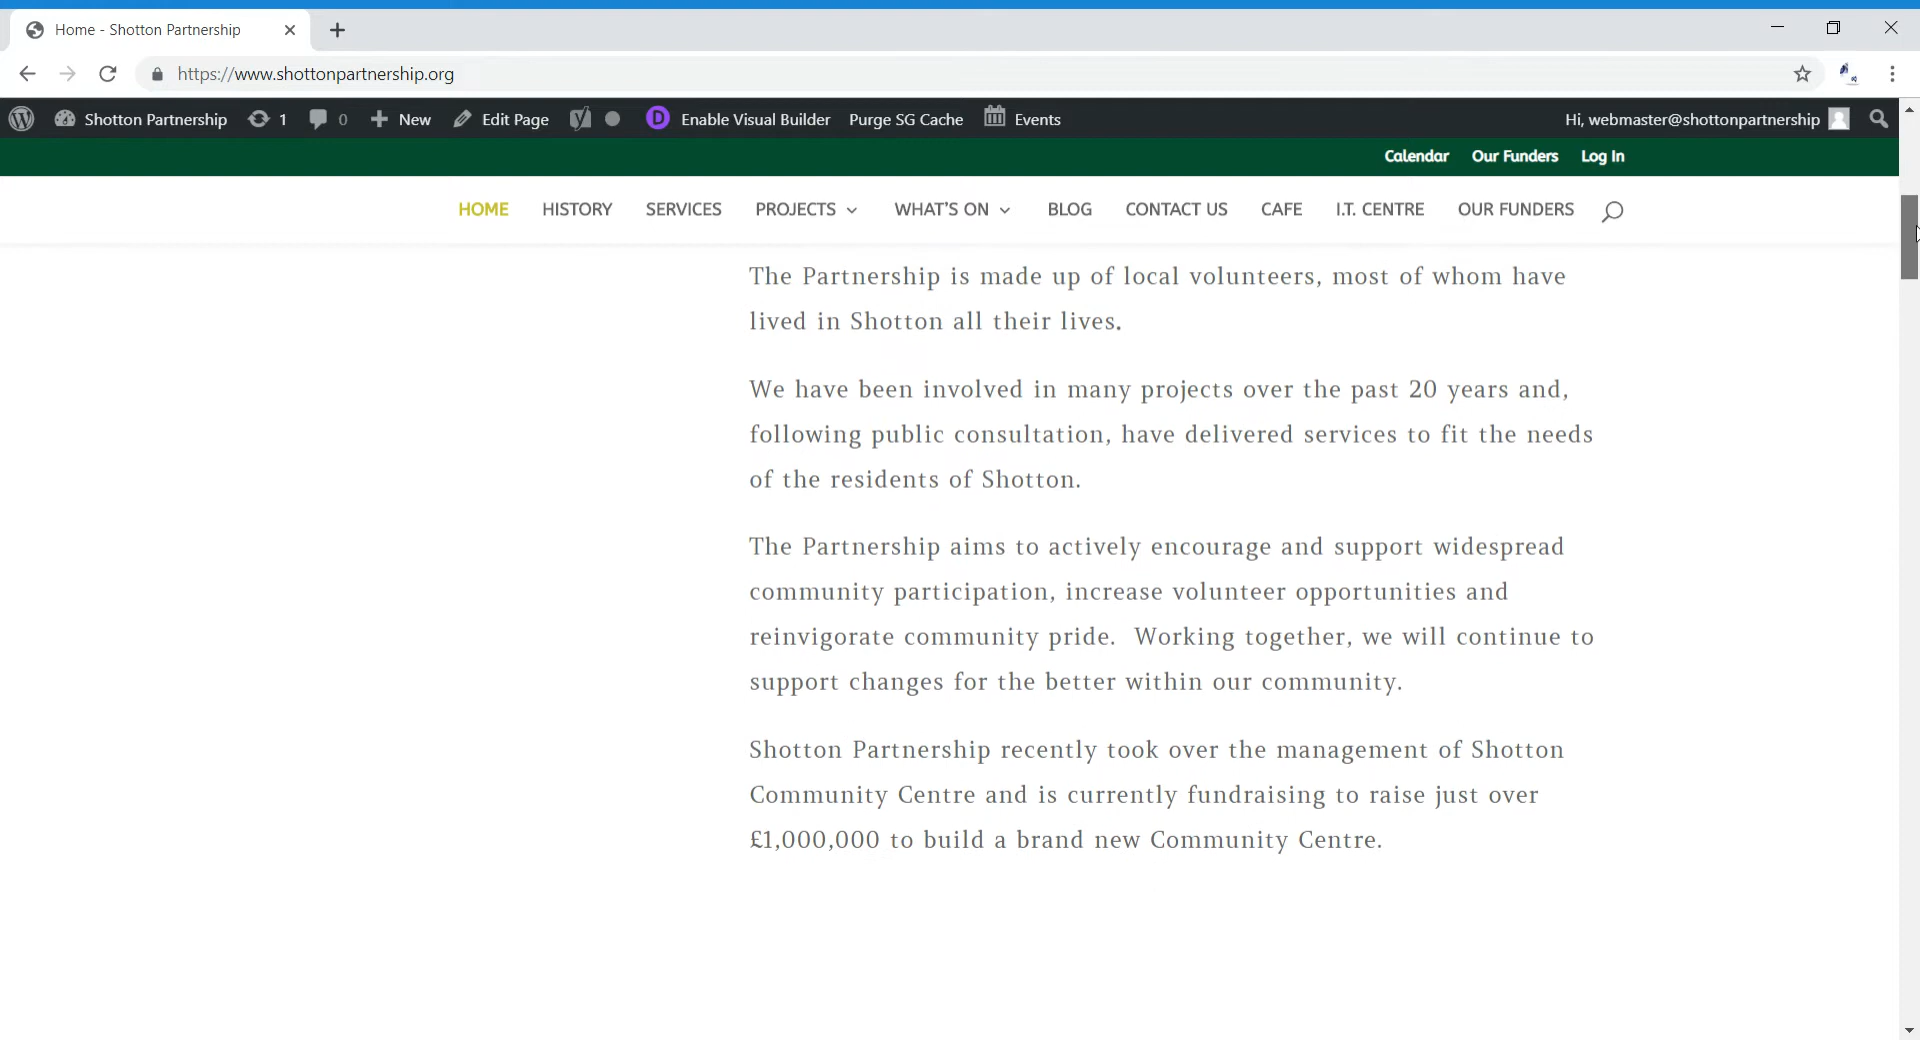 Home - Shotton Partnership
https://www.shottonpartnership.org
Shotton Partnership 1 0 New Edit Page Enable Visual Builder Purge SG Cache Events Hi, webmaster@shottonpartnership
Calendar Our Funders Log In
HOME HISTORY SERVICES PROJECTS WHAT'S ON BLOG CONTACT US CAFE I.T. CENTRE OUR FUNDERS
The Partnership is made up of local volunteers, most of whom have
lived in Shotton all their lives.
We have been involved in many projects over the past 20 years and,
following public consultation, have delivered services to fit the needs
of the residents of Shotton.
The Partnership aims to actively encourage and support widespread
community participation, increase volunteer opportunities and
reinvigorate community pride.  Working together, we will continue to
support changes for the better within our community.
Shotton Partnership recently took over the management of Shotton
Community Centre and is currently fundraising to raise just over
£1,000,000 to build a brand new Community Centre.